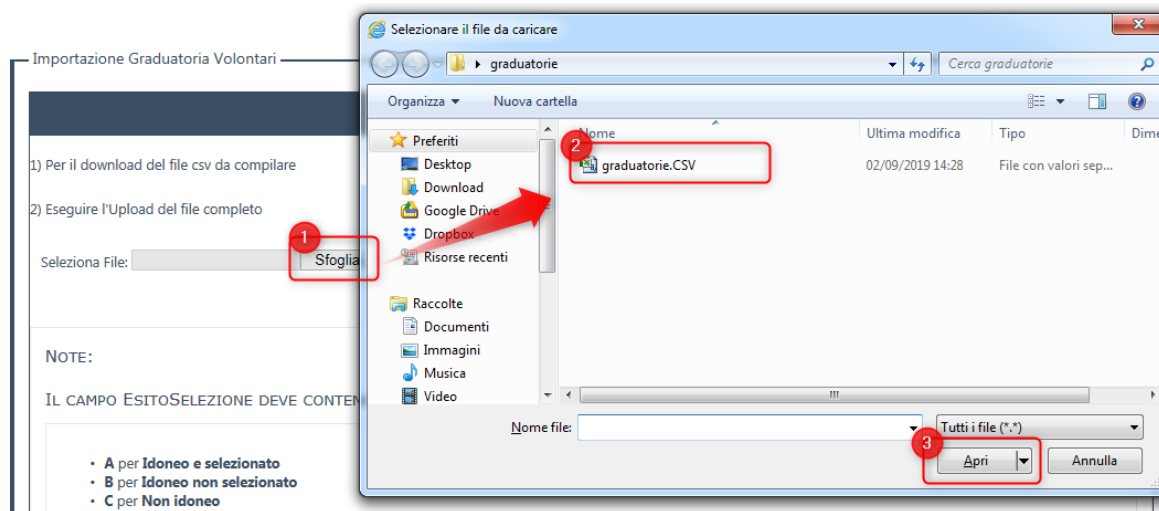 Selezionare il file da caricare
x
Importazione Graduatoria Volontari
graduatorie
Cerca graduatorie
Organizza
Nuova cartella
Preferiti
Desktop
Download
Google Drive
Dropbox
Risorse recenti
Raccolte
Documenti
Immagini
Musica
Video
2
Nome
Ultima modifica
Tipo
Dime
graduatorie.CSV
02/09/2019 14:28
File con valori sep...
1) Per il download del file csv da compilare
2) Eseguire l'Upload del file completo
1
Seleziona File:
Sfoglia
NOTE:
IL CAMPO ESITOSELEZIONE DEVE CONTEN
• A per Idoneo e selezionato
• B per Idoneo non selezionato
• C per Non idoneo
Nome file:
Tutti i file (*.*)
3
Apri
Annulla